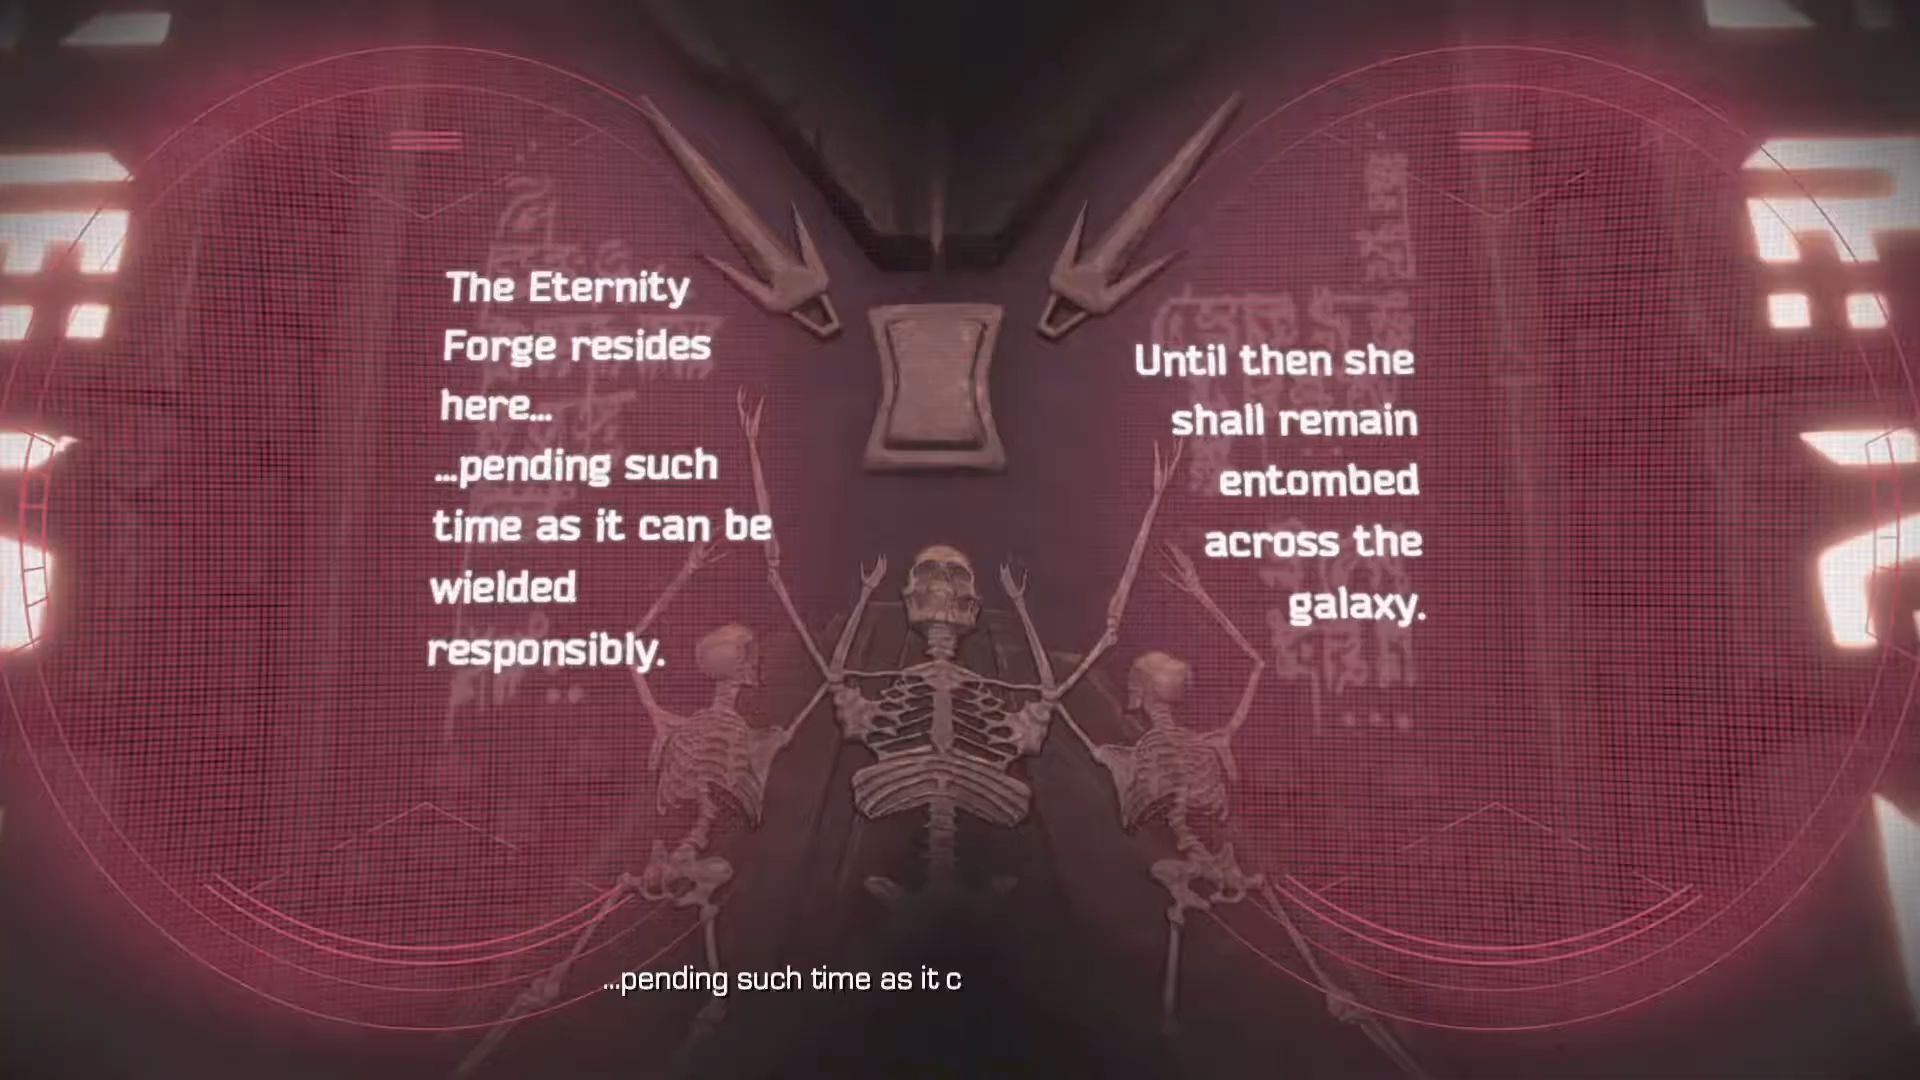 The Eternity
Forge resides
here...
...pending such
time as it can be
wielded
responsibly.
Until then she
shall remain
entombed
across the
galaxy.
...pending such time as it c